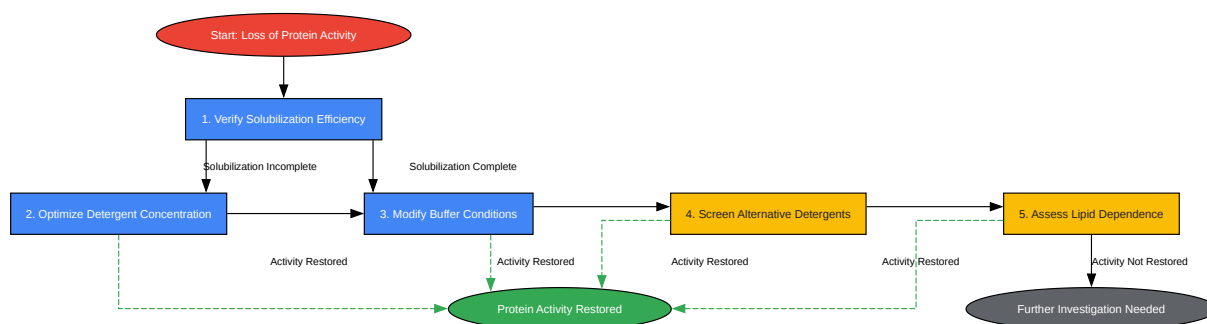 Start: Loss of Protein Activity
1. Verify Solubilization Efficiency
Solubilization Incomplete
Solubilization Complete
2. Optimize Detergent Concentration
3. Modify Buffer Conditions
4. Screen Alternative Detergents
5. Assess Lipid Dependence
Activity Restored
Activity Restored
Activity Restored
Activity Restored
Activity Not Restored
Protein Activity Restored
Further Investigation Needed